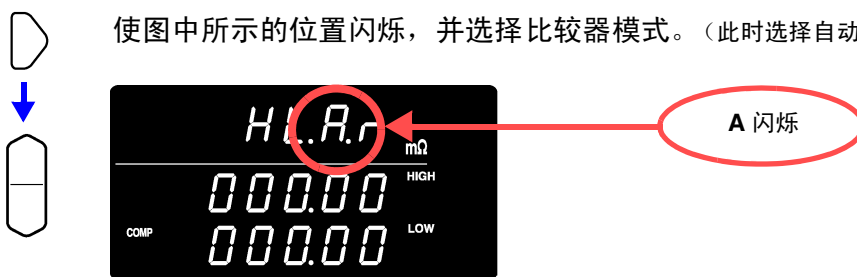 使图中所示的位置闪烁，并选择比较器模式。（此时选择自动
HL.A.r
mΩ
A 闪烁
000.00
HIGH
COMP
000.00
LOW